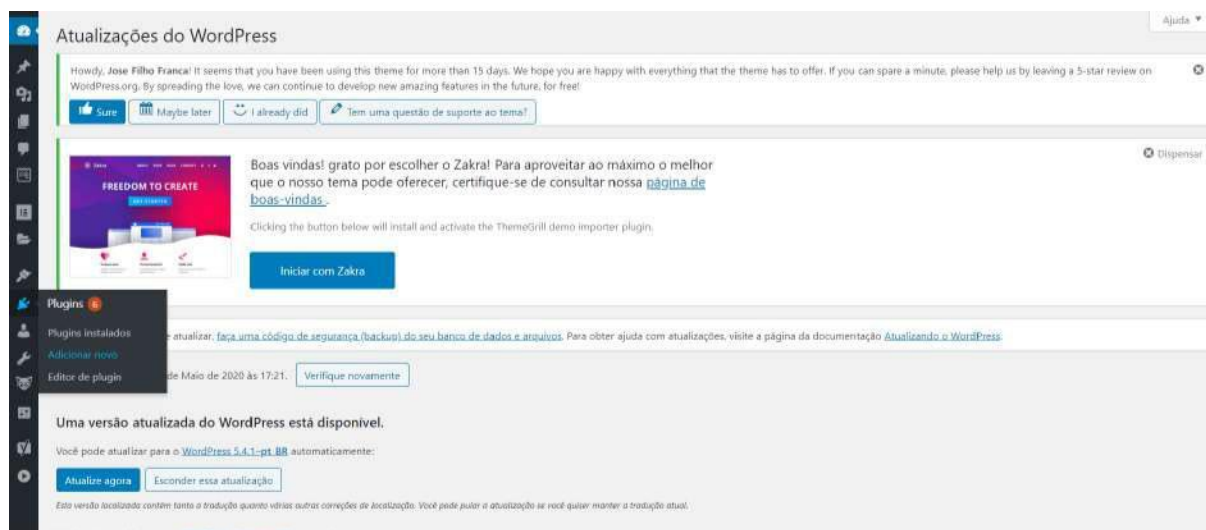 Ajuda
Atualizações do WordPress
Howdy, Jose Filho Franca! It seems that you have been using this theme for more than 15 days. We hope you are happy with everything that the theme has to offer. If you can spare a minute, please help us by leaving a 5-star review on
WordPress.org. By spreading the love, we can continue to develop new amazing features in the future, for free!
Sure Maybe later I already did Tem uma questão de suporte ao tema?
Boas vindas! grato por escolher o Zakra! Para aproveitar ao máximo o melhor
que o nosso tema pode oferecer, certifique-se de consultar nossa página de
boas-vindas .
Dispensar
FREEDOM TO CREATE
Clicking the button below will install and activate the ThemeGrill demo importer plugin.
Iniciar com Zakra
Plugins 6
Plugins instalados
Adicionar novo
Editor de plugin
e atualizar, faça uma código de segurança (backup) do seu banco de dados e arquivos. Para obter ajuda com atualizações, visite a página da documentação Atualizando o WordPress.
de Maio de 2020 às 17:21. Verifique novamente
Uma versão atualizada do WordPress está disponível.
Você pode atualizar para o WordPress 5.4.1–pt_BR automaticamente:
Atualize agora Esconder essa atualização
Esta versão localizada contém tanto a tradução quanto várias outras correções de localização. Você pode pular a atualização se você quiser manter a tradução atual.